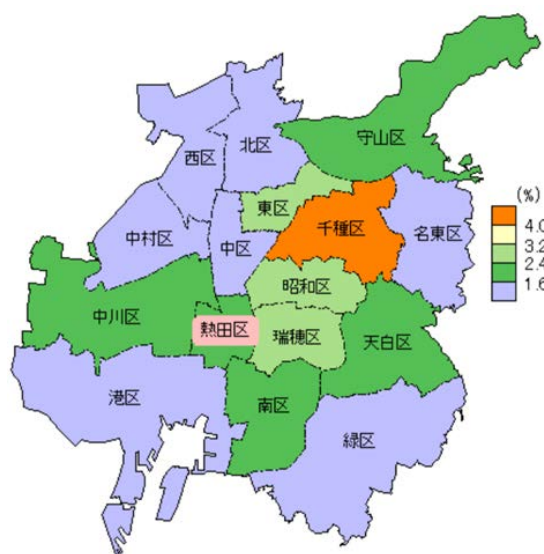 守山区
北区
西区
東区
千種区
名東区
中村区
中区
昭和区
中川区
熱田区
瑞穂区
天白区
港区
南区
緑区
(%)
4.0
3.2
2.4
1.6